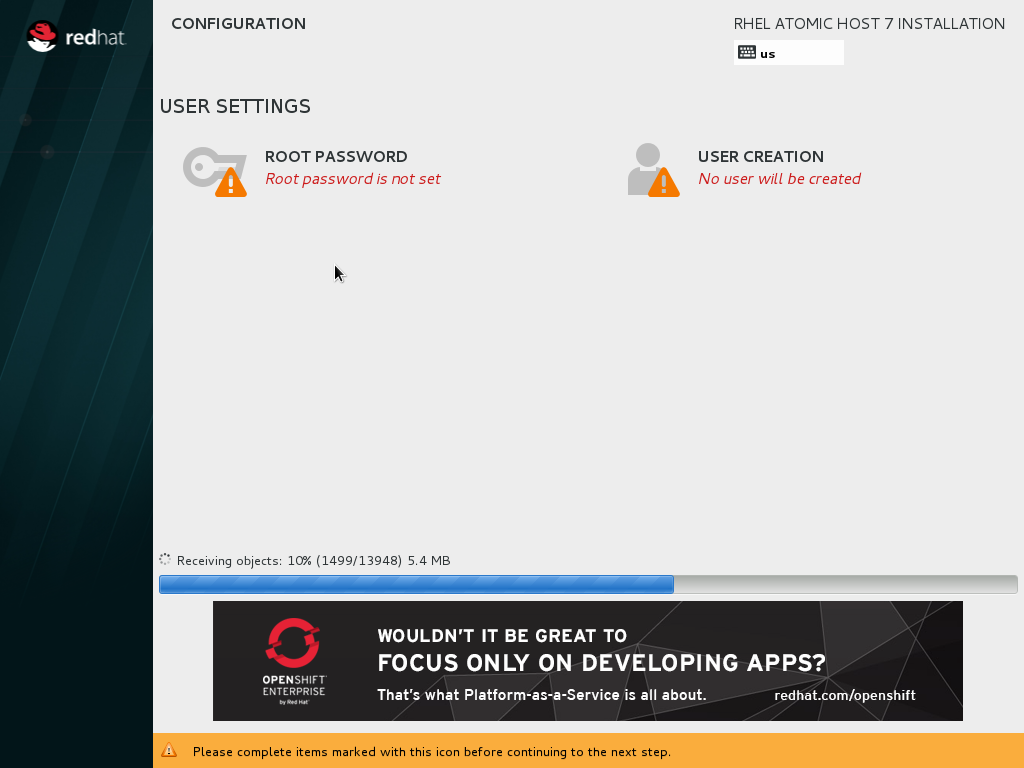 redhat.
CONFIGURATION
RHEL ATOMIC HOST 7 INSTALLATION
us
USER SETTINGS
ROOT PASSWORD
Root password is not set
USER CREATION
No user will be created
Receiving objects: 10% (1499/13948) 5.4 MB
WOULDN'T IT BE GREAT TO
FOCUS ONLY ON DEVELOPING APPS?
OPENSHIFT
ENTERPRISE
by Red Hat®
That's what Platform-as-a-Service is all about.
redhat.com/openshift
Please complete items marked with this icon before continuing to the next step.